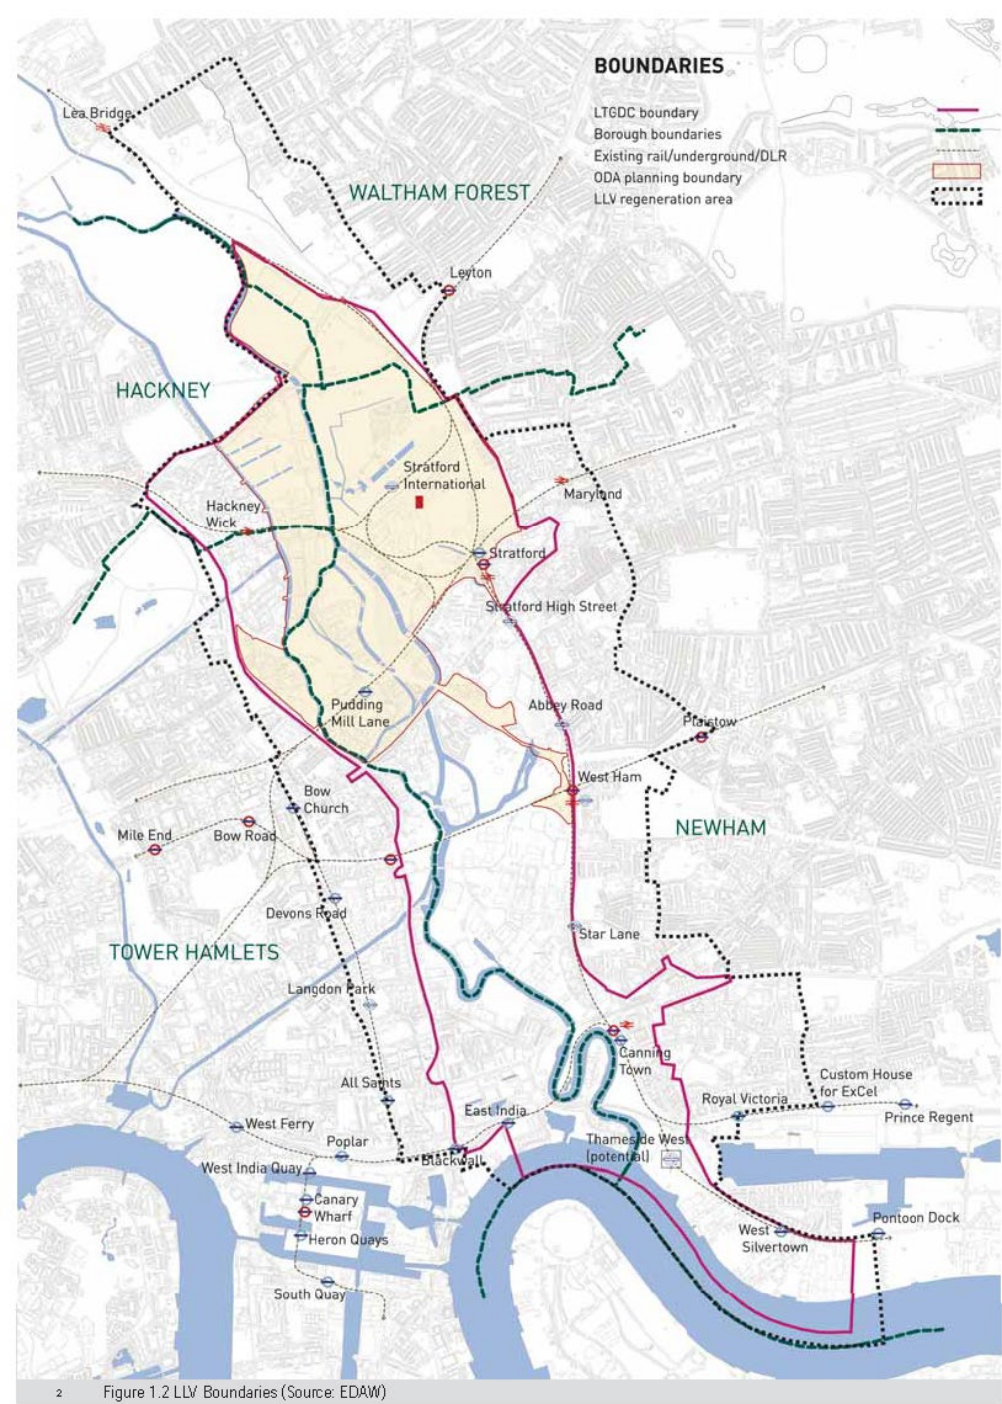 BOUNDARIES
LTGDC boundary
Borough boundaries
Existing rail/underground/DLR
ODA planning boundary
LLV regeneration area
Lea Bridge
WALTHAM FOREST
Leyton
HACKNEY
Stratford
International
Maryland
Hackney
Wick
Stratford
Stratford High Street
Pudding
Mill Lane
Abbey Road
Plaistow
West Ham
Bow
Church
Mile End
Bow Road
NEWHAM
Devons Road
Star Lane
TOWER HAMLETS
Langdon Park
Canning
Town
All Saints
East India
Royal Victoria
Custom House
for ExCel
Prince Regent
West Ferry
Poplar
Blackwall
Thameside West
(potential)
West India Quay
Canary
Wharf
Heron Quays
West
Silvertown
Pontoon Dock
South Quay
2 Figure 1.2 LLV Boundaries (Source: EDAW)